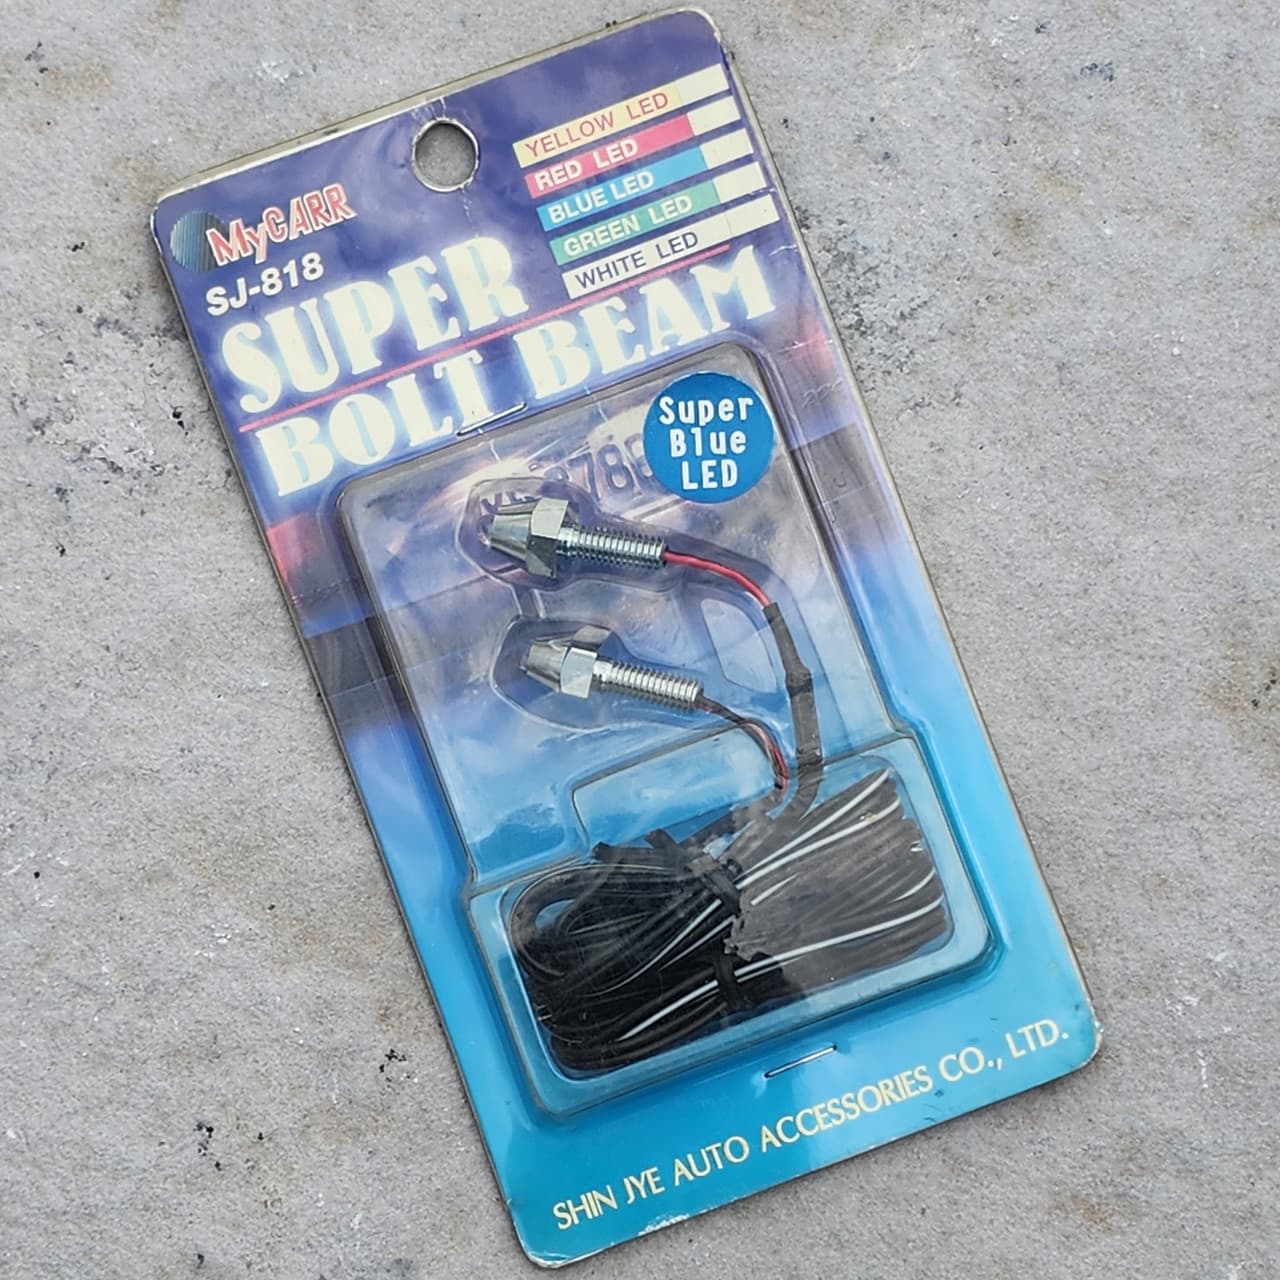 YELLOW LED
RED LED
BLUE LED
GREEN LED
WHITE LED
MyCARR
SJ-818
SUPER
BOLT BEAM
Super
Blue
LED
SHIN JYE AUTO ACCESSORIES CO., LTD.